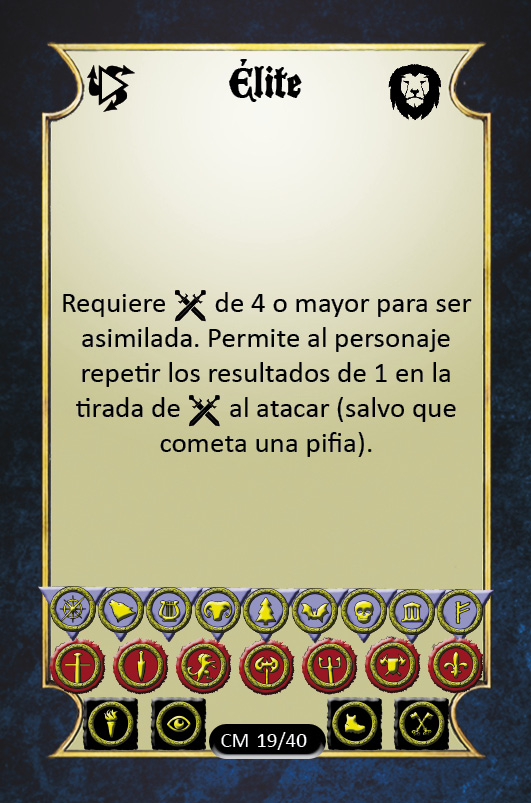 Élite
Requiere de 4 o mayor para ser
asimilada. Permite al personaje
repetir los resultados de 1 en la
tirada de al atacar (salvo que
cometa una pifia).
CM 19/40